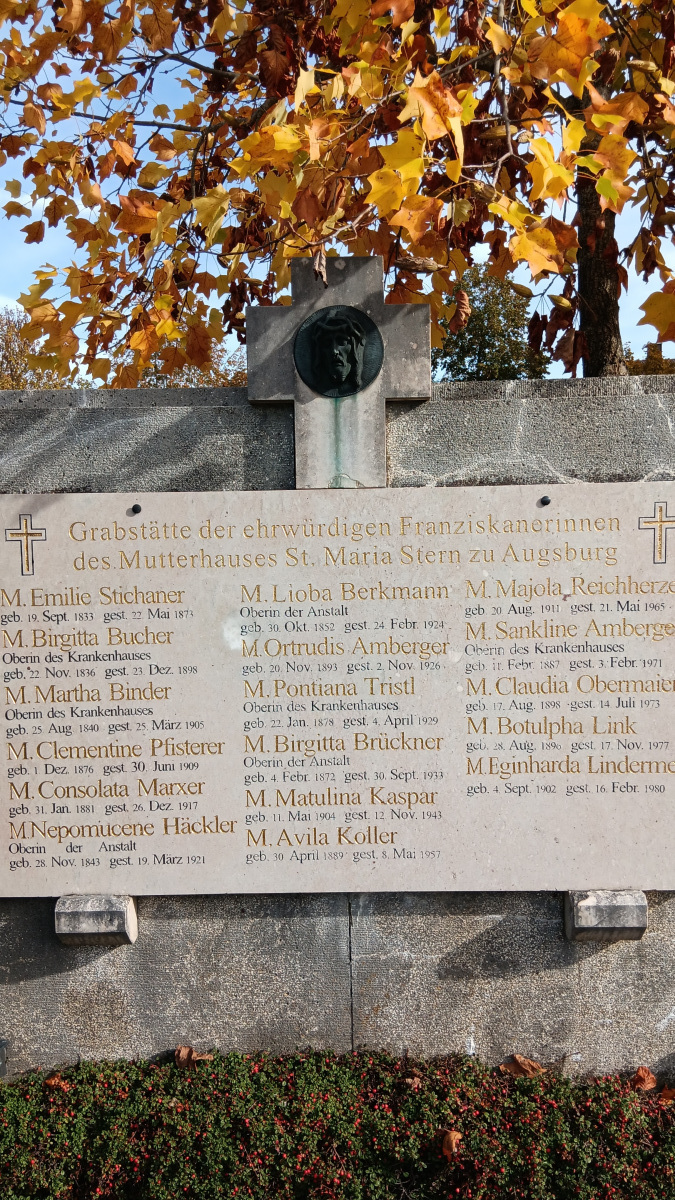 Grabstätte der ehrwürdigen Franziskanerinnen
des Mutterhauses St. Maria Stern zu Augsburg
M. Emilie Stichaner
geb. 19. Sept. 1833 gest. 22 Mai 1873
M. Birgitta Bucher
Oberin des Krankenhauses
geb. 22 Nov. 1836 gest. 23 Dez. 1898
M. Martha Binder
Oberin des Krankenhauses
geb. 25 Aug 1840 gest. 25 März 1905
M. Clementine Pfisterer
geb. 1 Dez. 1876 gest. 30 Juni 1909
M. Consolata Marxer
geb. 31. Jan. 1881 gest. 26. Dez. 1917
M Nepomucene Häckler
Oberin der Anstalt
geb. 28 Nov. 1843 gest. 19. März 1921
M. Lioba Berkmann
Oberin der Anstalt
geb. 30. Okt. 1852 gest. 24 Febr. 1924
M. Ortrudis Amberger
geb. 20. Nov. 1893 gest. 2. Nov. 1926
M. Pontiana Tristl
Oberin des Krankenhauses
geb. 22. Jan. 1878 gest. 4. April 1929
M. Birgitta Brückner
Oberin der Anstalt
geb. 4. Febr. 1872 gest. 30. Sept. 1933
M. Matulina Kaspar
geb. 11. Mai 1904 gest. 12 Nov. 1943
M. Avila Koller
geb. 30 April 1889 gest. 8. Mai 1957
M. Majola Reichherze
geb. 20 Aug. 1911 gest. 21. Mai 1965
M. Sankline Amberge
Oberin des Krankenhauses
geb. 11. Febr. 1887 gest. 3. Febr. 1971
M. Claudia Obermaier
geb. 17. Aug. 1898 gest. 14. Juli 1973
M. Botulpha Link
geb. 28. Aug. 1896 gest. 17. Nov. 1977
M. Eginharda Linderme
geb. 4. Sept. 1902 gest. 16 Febr. 1980